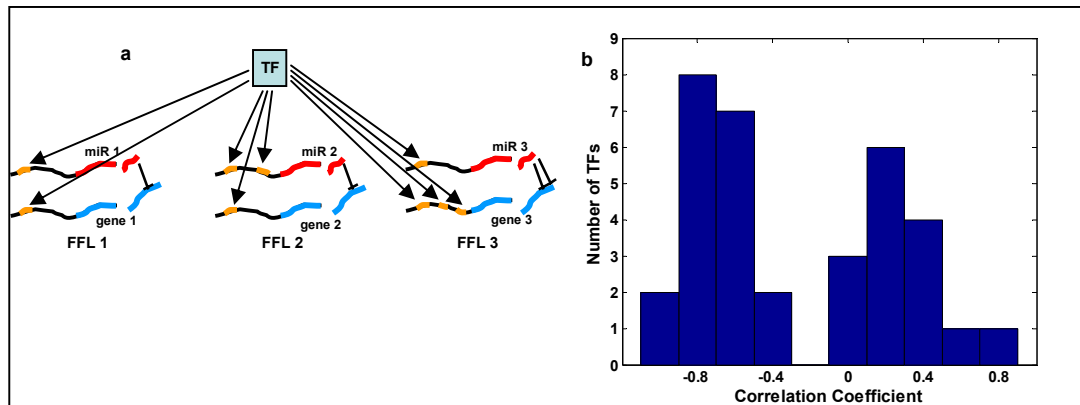 a
TF
miR 1
miR 2
miR 3
gene 1
gene 2
gene 3
FFL 1
FFL 2
FFL 3
b
9
8
7
6
5
4
3
2
1
0
Number of TFs
-0.8
-0.4
0
0.4
0.8
Correlation Coefficient